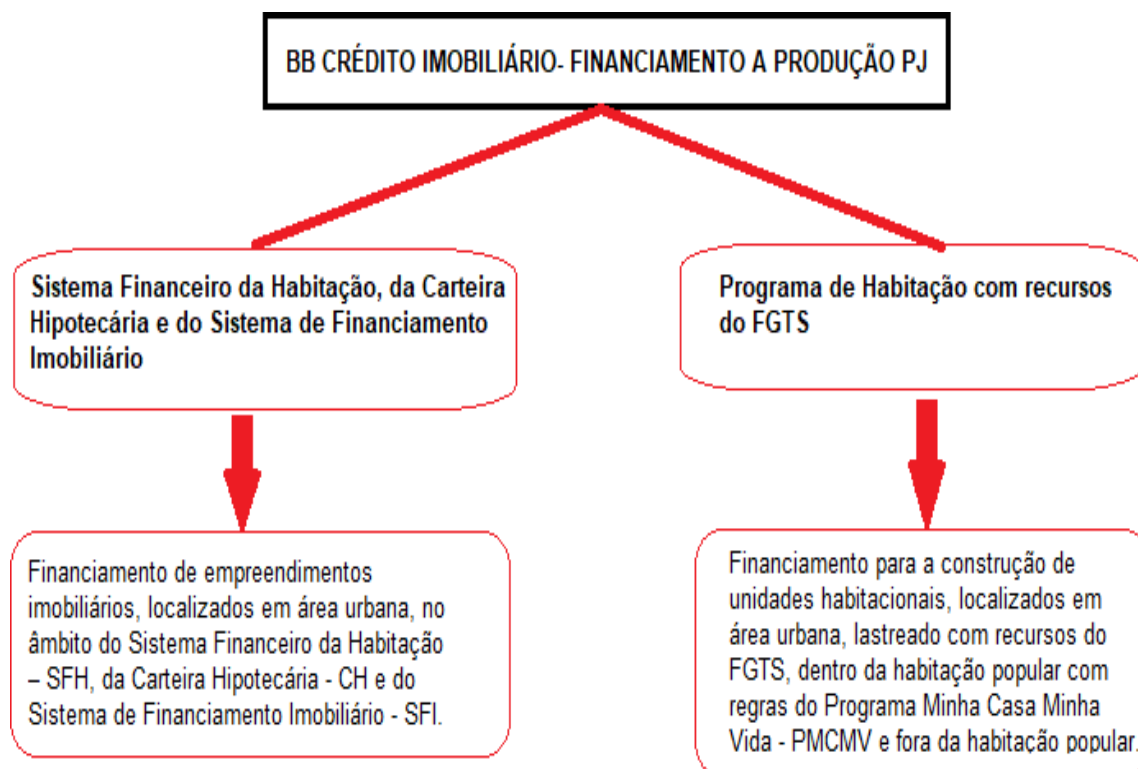 BB CRÉDITO IMOBILIÁRIO- FINANCIAMENTO A PRODUÇÃO PJ
Sistema Financeiro da Habitação, da Carteira
Hipotecária e do Sistema de Financiamento
Imobiliário
Programa de Habitação com recursos
do FGTS
Financiamento de empreendimentos
imobiliários, localizados em área urbana, no
âmbito do Sistema Financeiro da Habitação
– SFH, da Carteira Hipotecária - CH e do
Sistema de Financiamento Imobiliário - SFI.
Financiamento para a construção de
unidades habitacionais, localizados em
área urbana, lastreado com recursos do
FGTS, dentro da habitação popular com
regras do Programa Minha Casa Minha
Vida - PMCMV e fora da habitação popular.